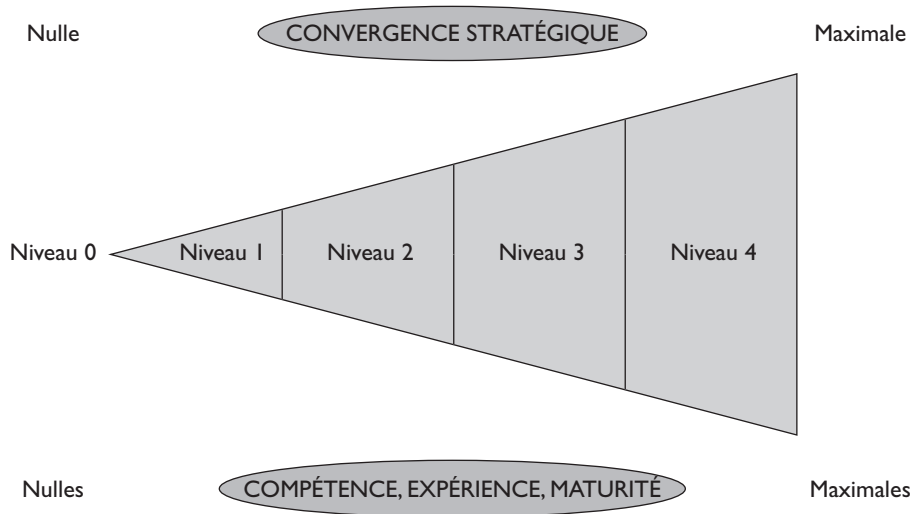 Nulle CONVERGENCE STRATÉGIQUE Maximale
Niveau 0 Niveau 1 Niveau 2 Niveau 3 Niveau 4
Nulles COMPÉTENCE, EXPÉRIENCE, MATURITÉ Maximales